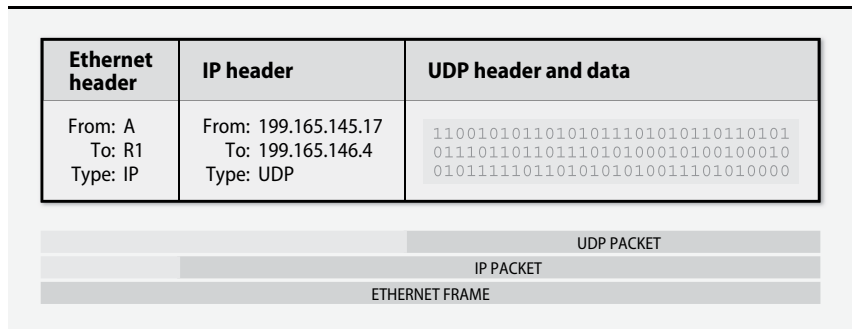 Ethernet header
IP header
UDP header and data
From: A
To: R1
Type: IP
From: 199.165.145.17
To: 199.165.146.4
Type: UDP
11001010110101011101010110110101
01110110110111010100010100100010
01011111011010101010011101010000
UDP PACKET
IP PACKET
ETHERNET FRAME